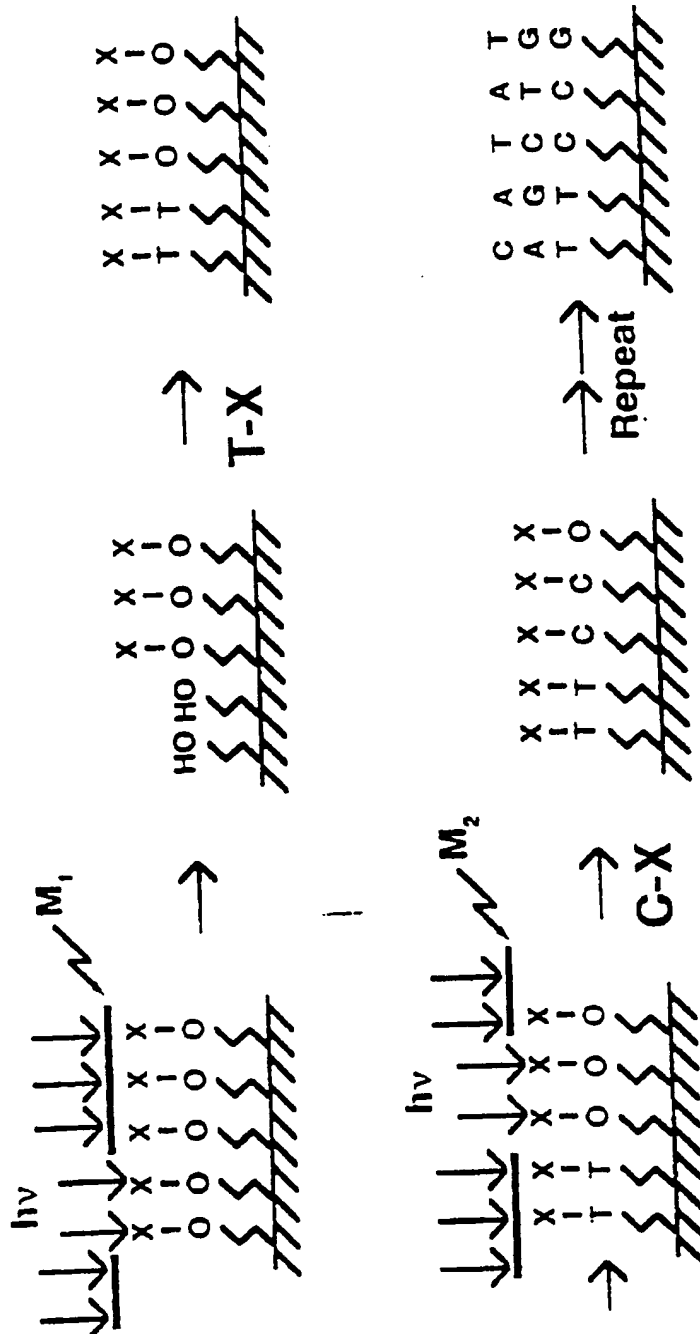 hν
M₁
X X X X X
O O O O O
X X X
HO HO O O O
T-X
X X X X X
T T O O O
hν
M₂
X X X X X
T T O O O
C-X
X X X X X
T T C C O
Repeat
C A T A T
A G C T G
T T C C G